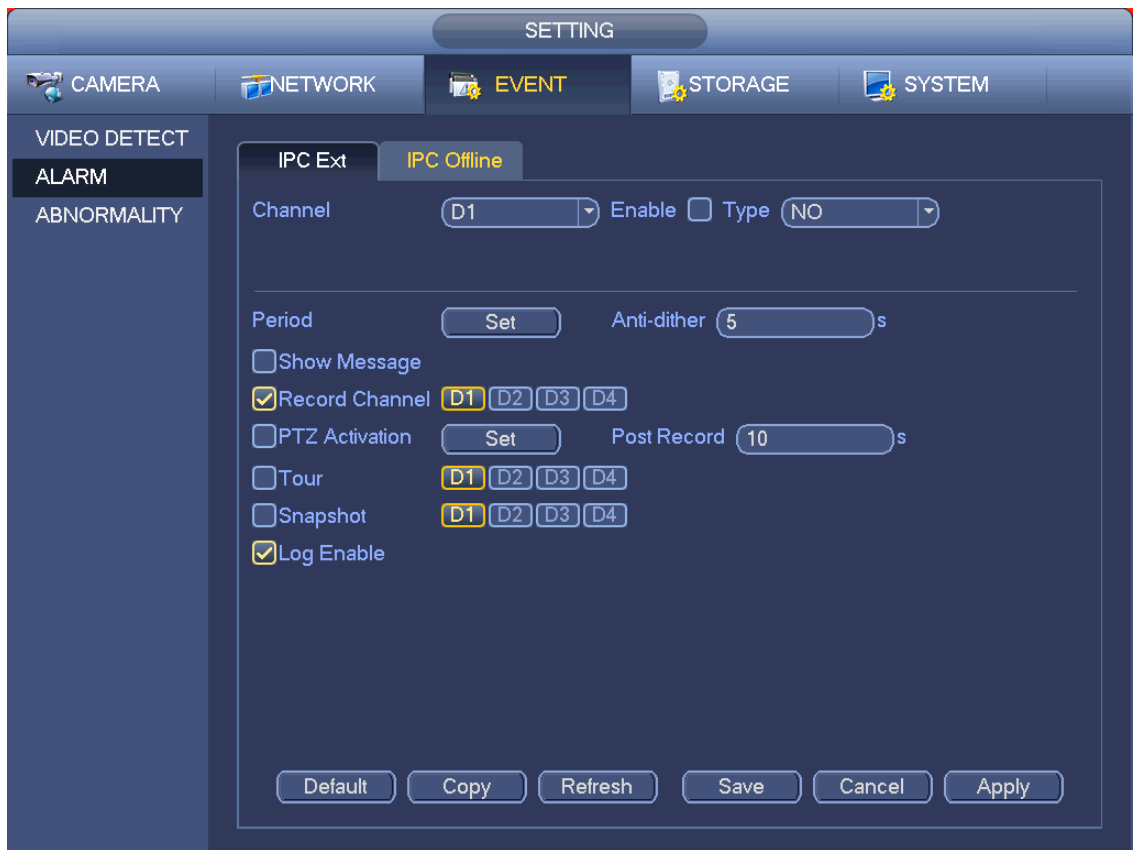 SETTING
CAMERA NETWORK EVENT STORAGE SYSTEM
VIDEO DETECT
ALARM
ABNORMALITY
IPC Ext IPC Offline
Channel D1 Enable Type NO
Period Set Anti-dither 5 s
Show Message
Record Channel D1 D2 D3 D4
PTZ Activation Set Post Record 10 s
Tour D1 D2 D3 D4
Snapshot D1 D2 D3 D4
Log Enable
Default Copy Refresh Save Cancel Apply